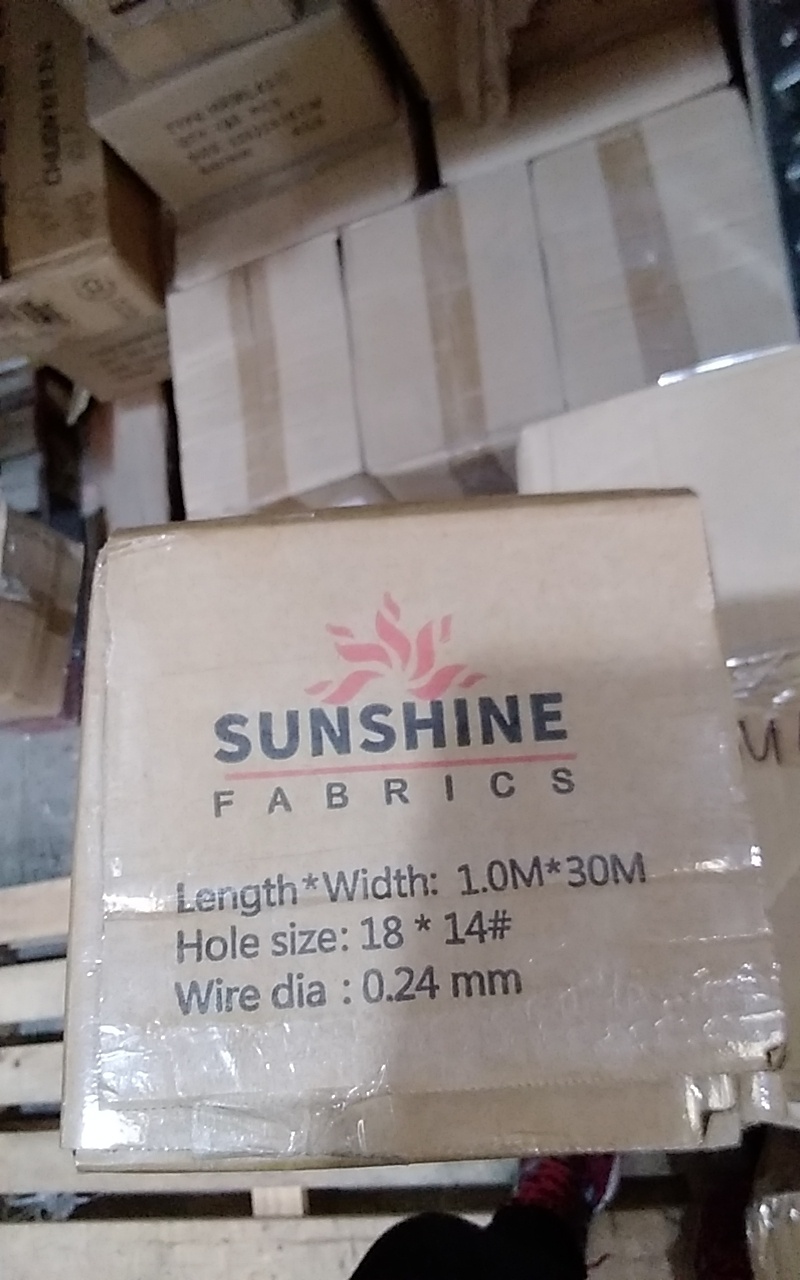 SUNSHINE
FABRICS
Length*Width: 1.0M*30M
Hole size: 18 * 14#
Wire dia : 0.24 mm